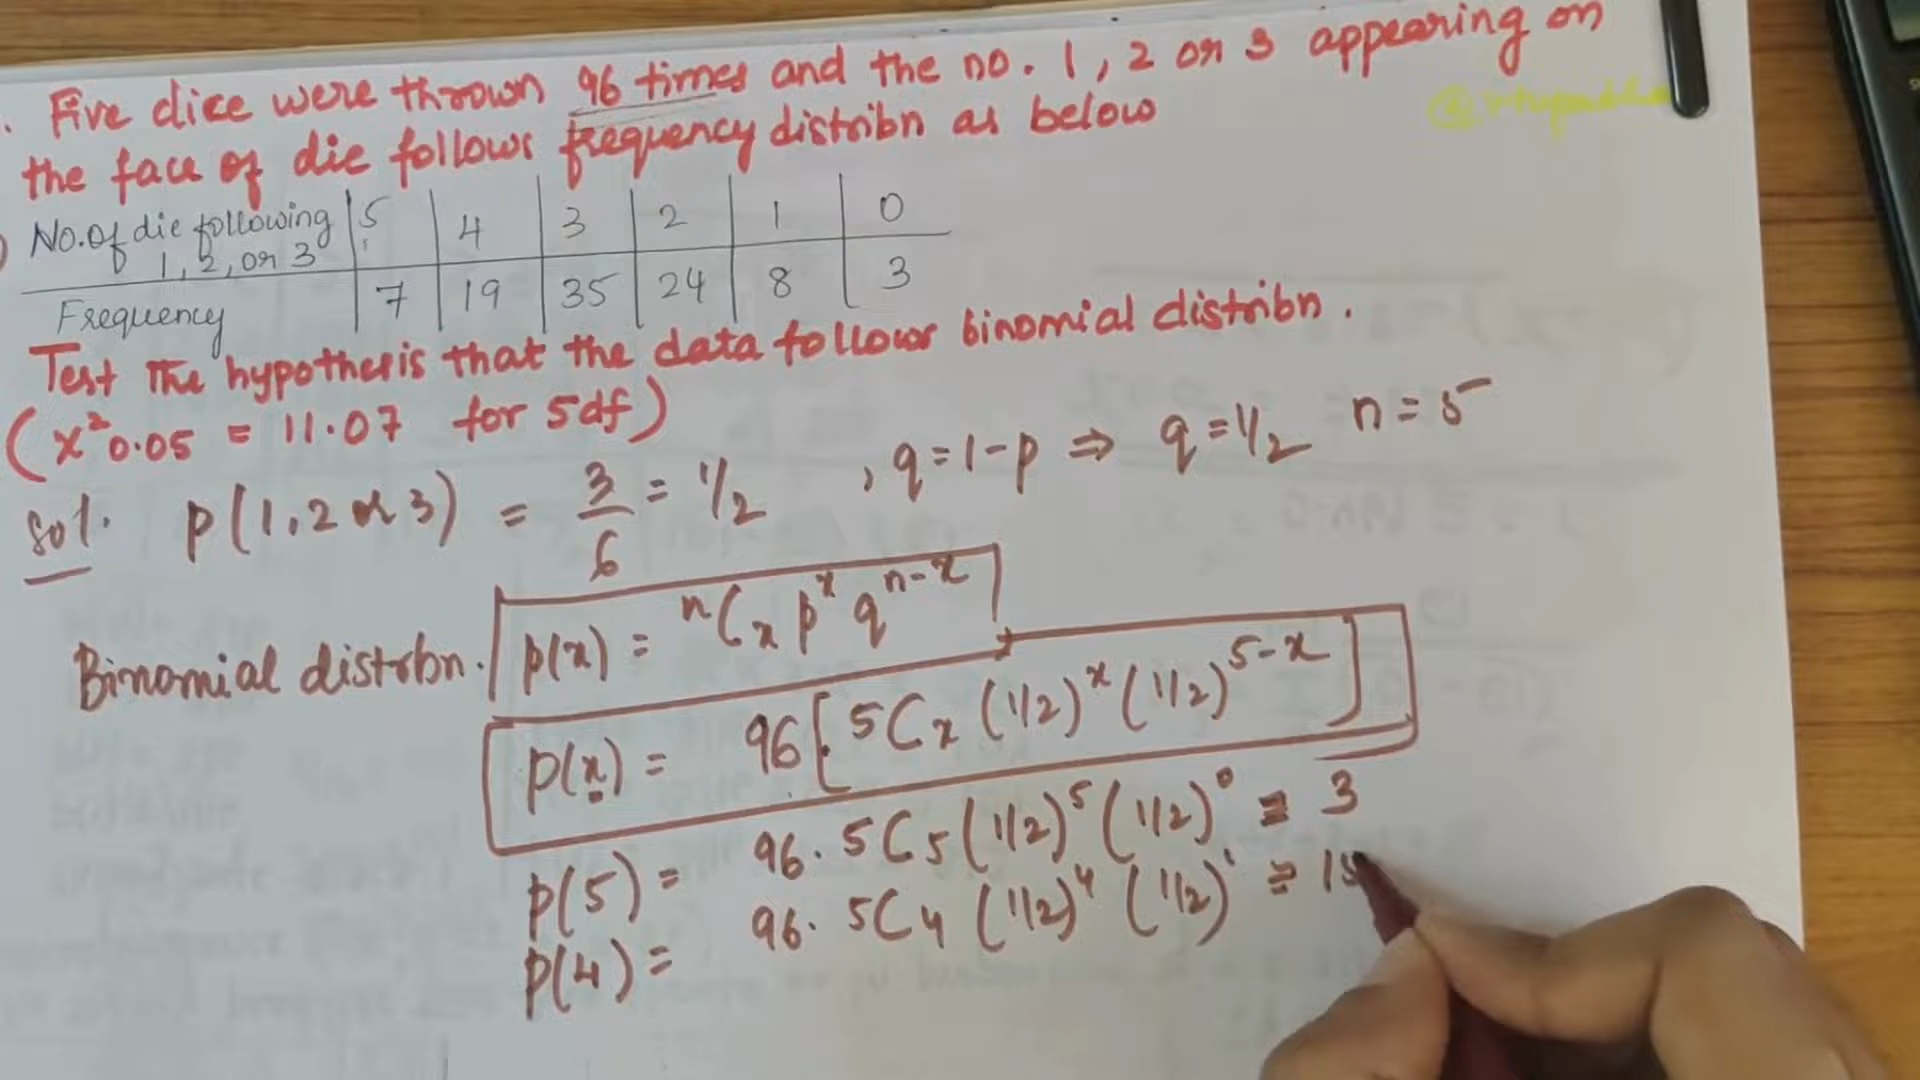 . Five dice were thrown 96 times and the no. 1, 2 or 3 appearing on
the face of die follows frequency distribn as below
No. of die following 1, 2, or 3 | 5 | 4 | 3 | 2 | 1 | 0
Frequency | 7 | 19 | 35 | 24 | 8 | 3
Test the hypothesis that the data follows binomial distribn.
(x²0.05 = 11.07 for 5df)
Sol. p(1,2 or 3) = 3/6 = 1/2 , q=1-p ⇒ q=1/2 n=5
Binomial distrbn. p(x) = ⁿCₓ pˣ qⁿ⁻ˣ
p(x) = 96[5Cₓ (1/2)ˣ (1/2)⁵⁻ˣ]
p(5) = 96. 5C₅ (1/2)⁵ (1/2)⁰ = 3
p(4) = 96. 5C₄ (1/2)⁴ (1/2)¹ = 15